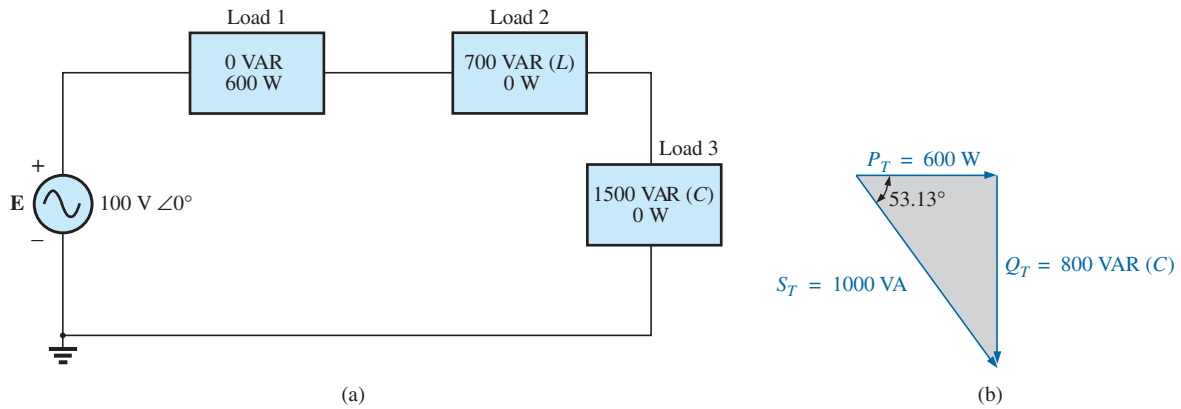 Load 1
0 VAR
600 W
Load 2
700 VAR (L)
0 W
Load 3
1500 VAR (C)
0 W
+
E
100 V ∠0°
−
(a)
P_T = 600 W
53.13°
Q_T = 800 VAR (C)
S_T = 1000 VA
(b)